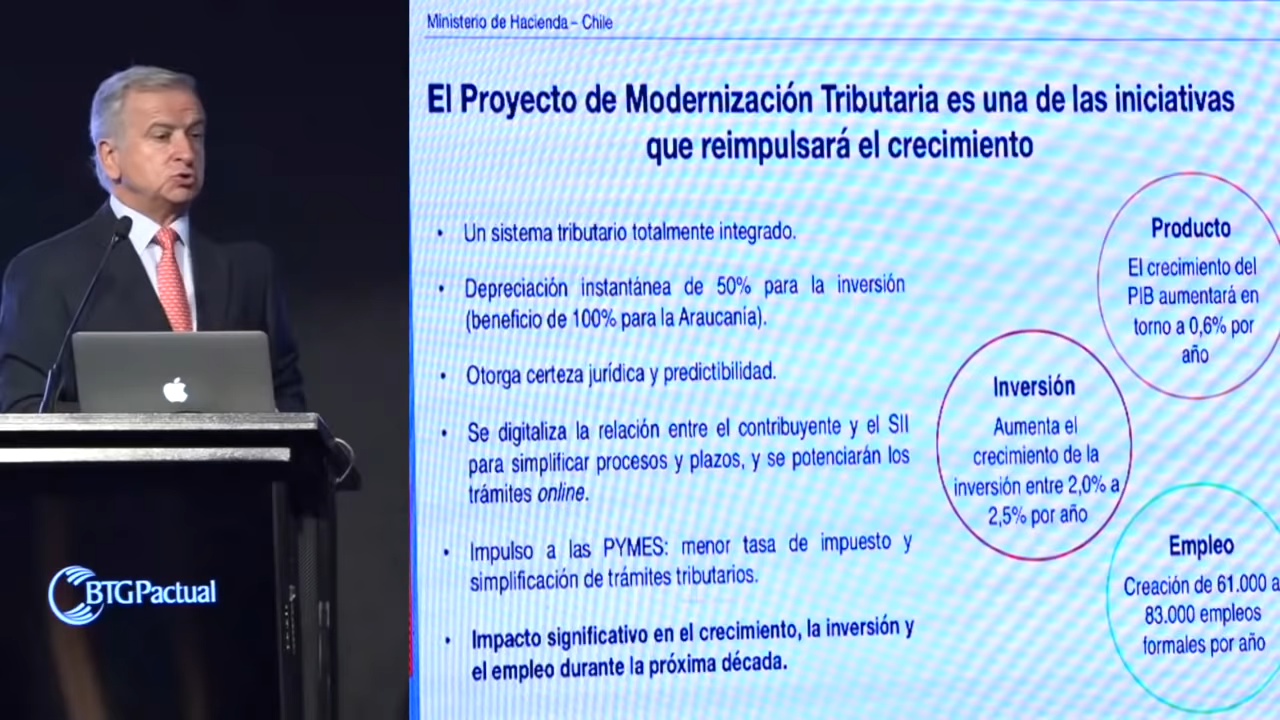 Ministerio de Hacienda – Chile
El Proyecto de Modernización Tributaria es una de las iniciativas
que reimpulsará el crecimiento
• Un sistema tributario totalmente integrado.
• Depreciación instantánea de 50% para la inversión
(beneficio de 100% para la Araucanía).
• Otorga certeza jurídica y predictibilidad.
• Se digitaliza la relación entre el contribuyente y el SII
para simplificar procesos y plazos, y se potenciarán los
trámites online.
• Impulso a las PYMES: menor tasa de impuesto y
simplificación de trámites tributarios.
• Impacto significativo en el crecimiento, la inversión y
el empleo durante la próxima década.
Producto
El crecimiento del
PIB aumentará en
torno a 0,6% por
año
Inversión
Aumenta el
crecimiento de la
inversión entre 2,0% a
2,5% por año
Empleo
Creación de 61.000 a
83.000 empleos
formales por año
BTGPactual